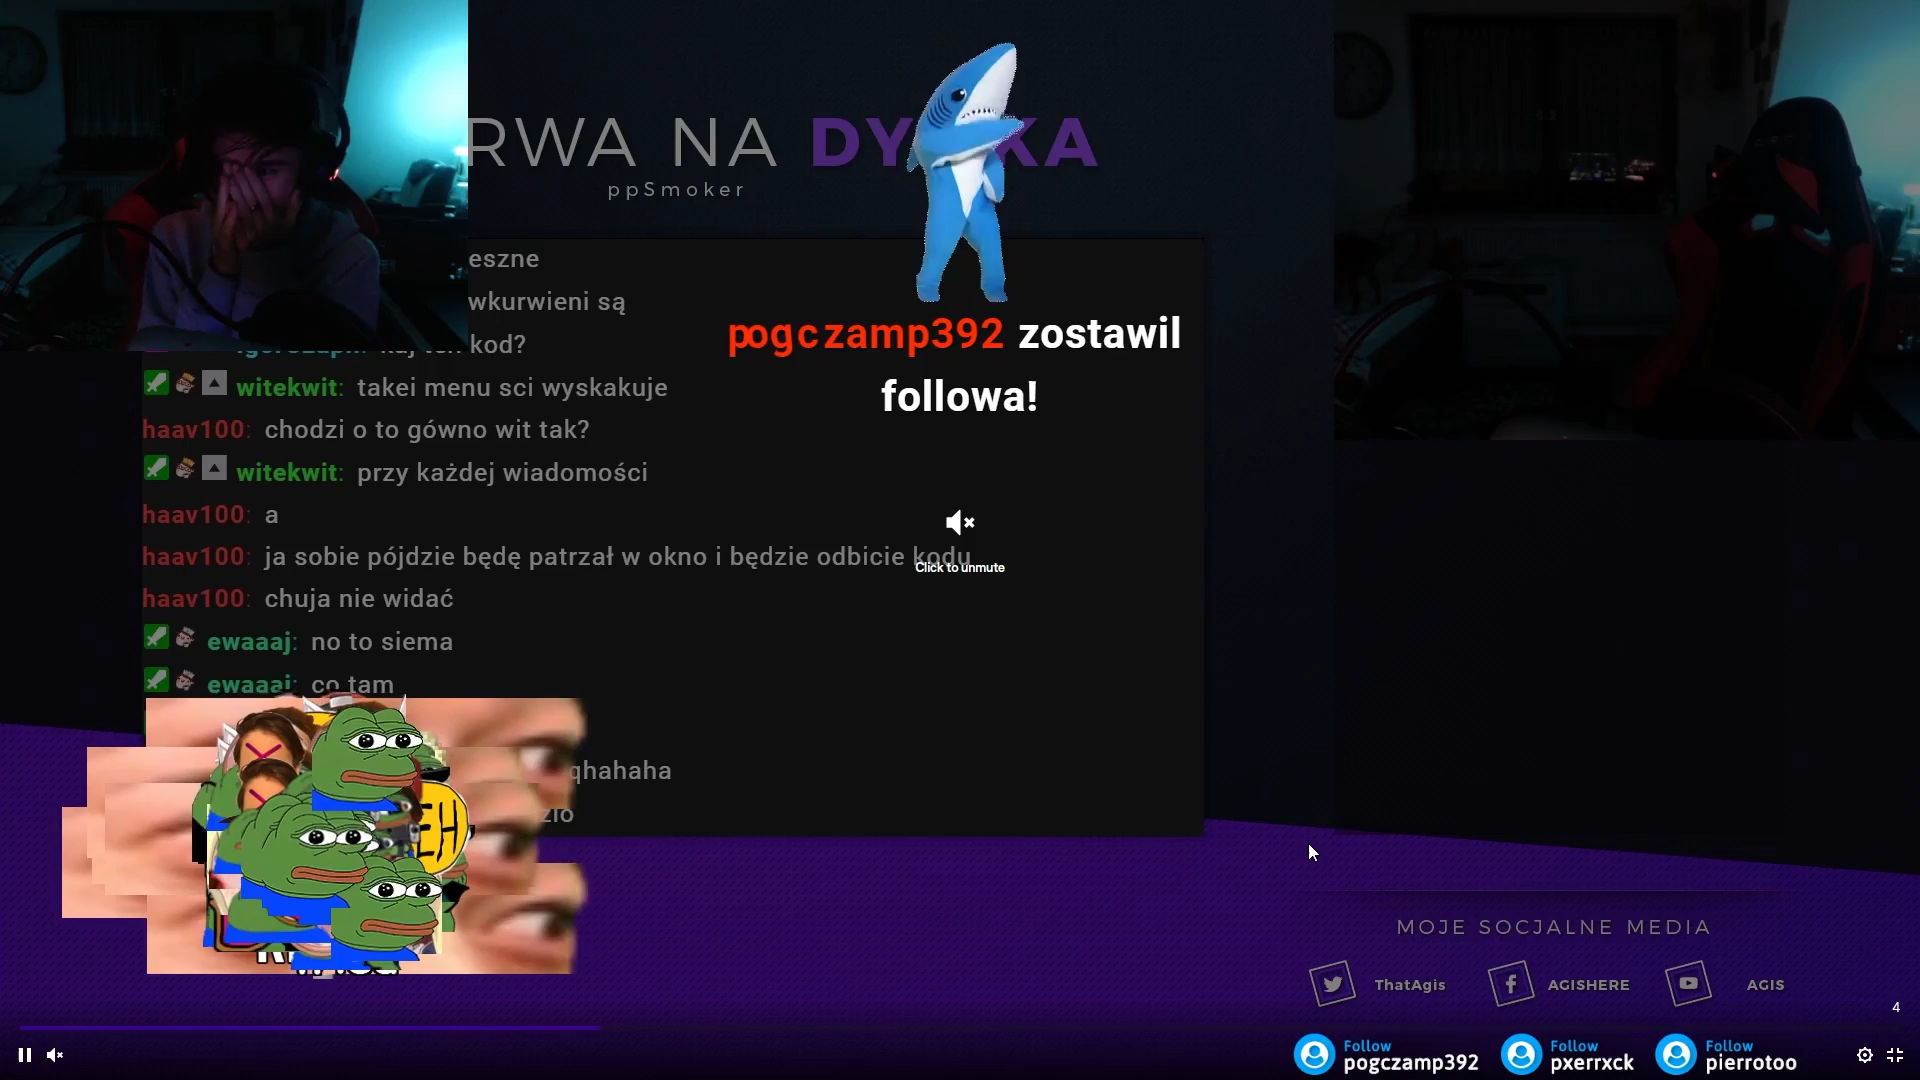 RWA NA
ppSmoker
eszne
wkurwieni są
kod?
pogczamp392 zostawil
followa!
witekwit: takei menu sci wyskakuje
haav100: chodzi o to gówno wit tak?
witekwit: przy każdej wiadomości
haav100: a
haav100: ja sobie pójdzie będę patrzał w okno i będzie odbicie kodu
Click to unmute
haav100: chuja nie widać
ewaaaj: no to siema
ewaaaj: co tam
qhahaha
zio
EH
MOJE SOCJALNE MEDIA
ThatAgis
AGISHERE
AGIS
4
Follow
pogczamp392
Follow
pxerrxck
Follow
pierrotoo